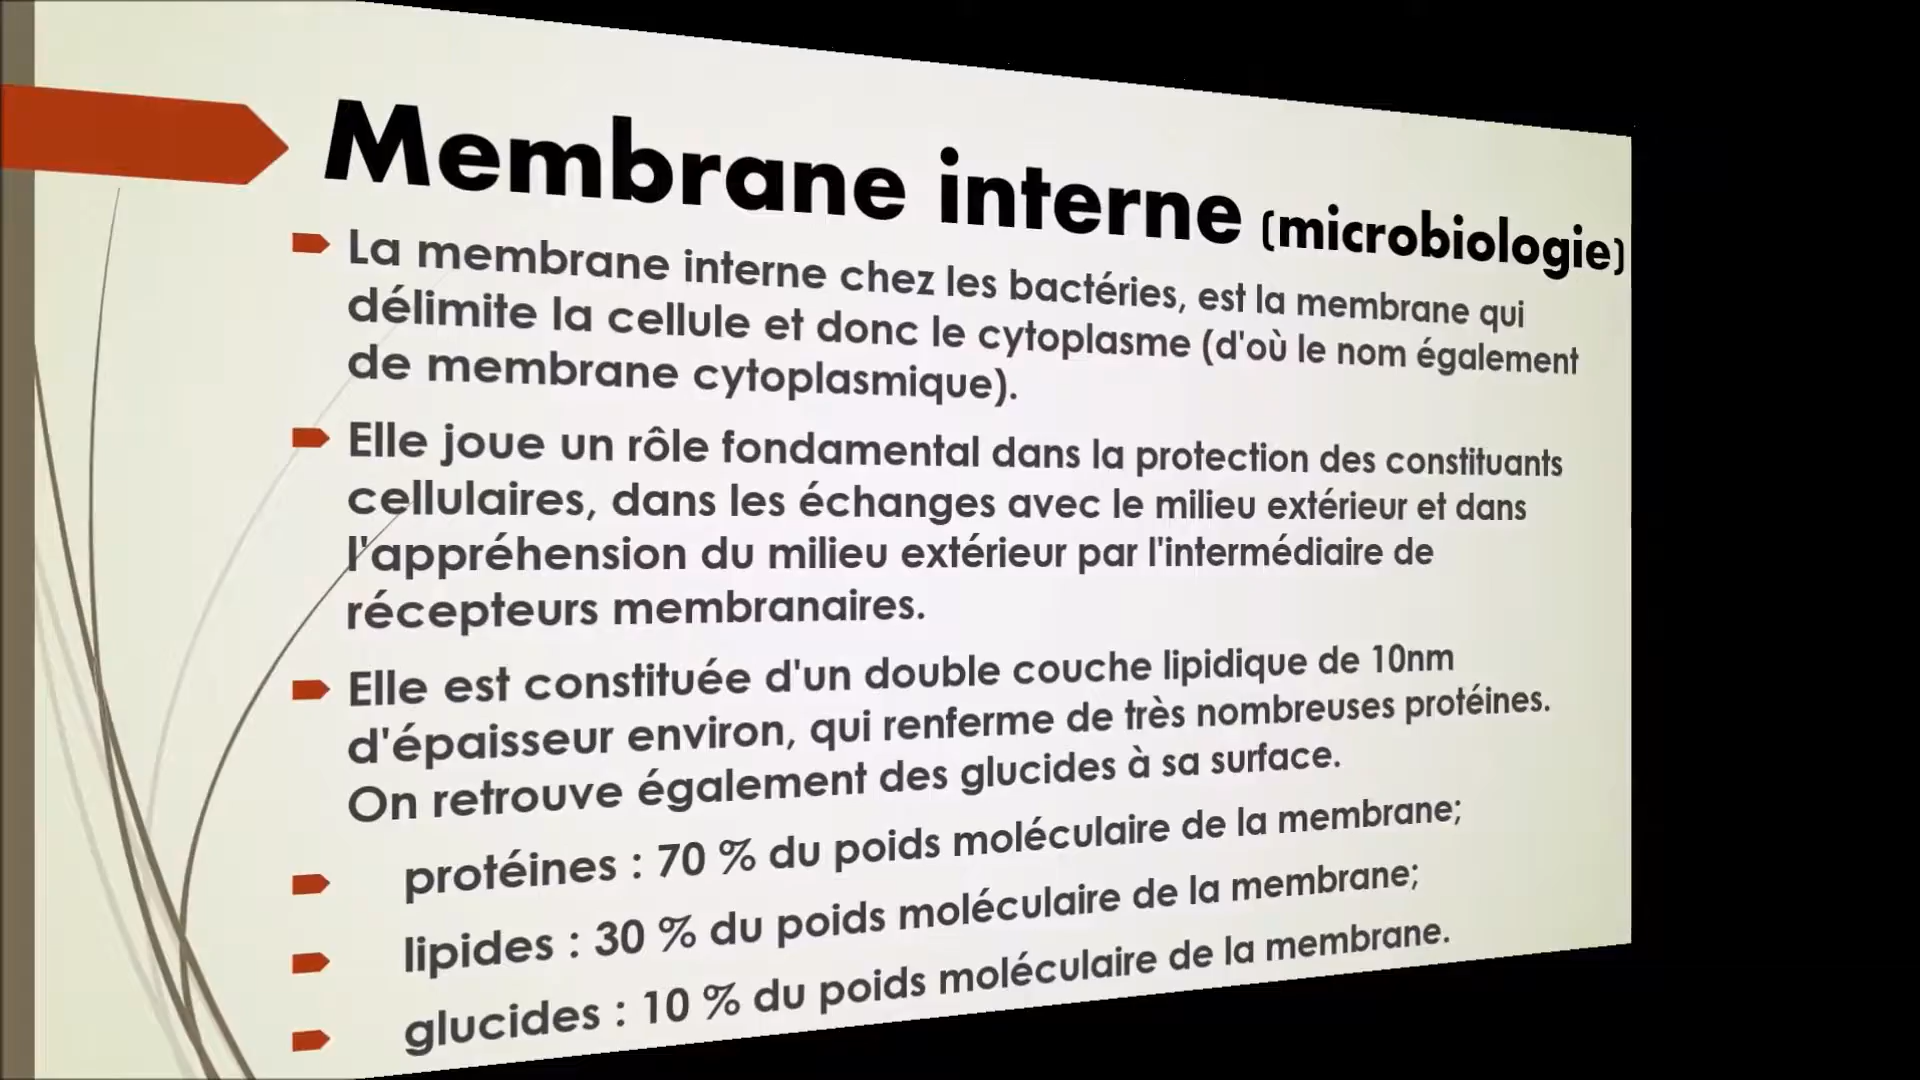 Membrane interne (microbiologie)
La membrane interne chez les bactéries, est la membrane qui
délimite la cellule et donc le cytoplasme (d'où le nom également
de membrane cytoplasmique).
Elle joue un rôle fondamental dans la protection des constituants
cellulaires, dans les échanges avec le milieu extérieur et dans
l'appréhension du milieu extérieur par l'intermédiaire de
récepteurs membranaires.
Elle est constituée d'un double couche lipidique de 10nm
d'épaisseur environ, qui renferme de très nombreuses protéines.
On retrouve également des glucides à sa surface.
protéines : 70 % du poids moléculaire de la membrane;
lipides : 30 % du poids moléculaire de la membrane;
glucides : 10 % du poids moléculaire de la membrane.